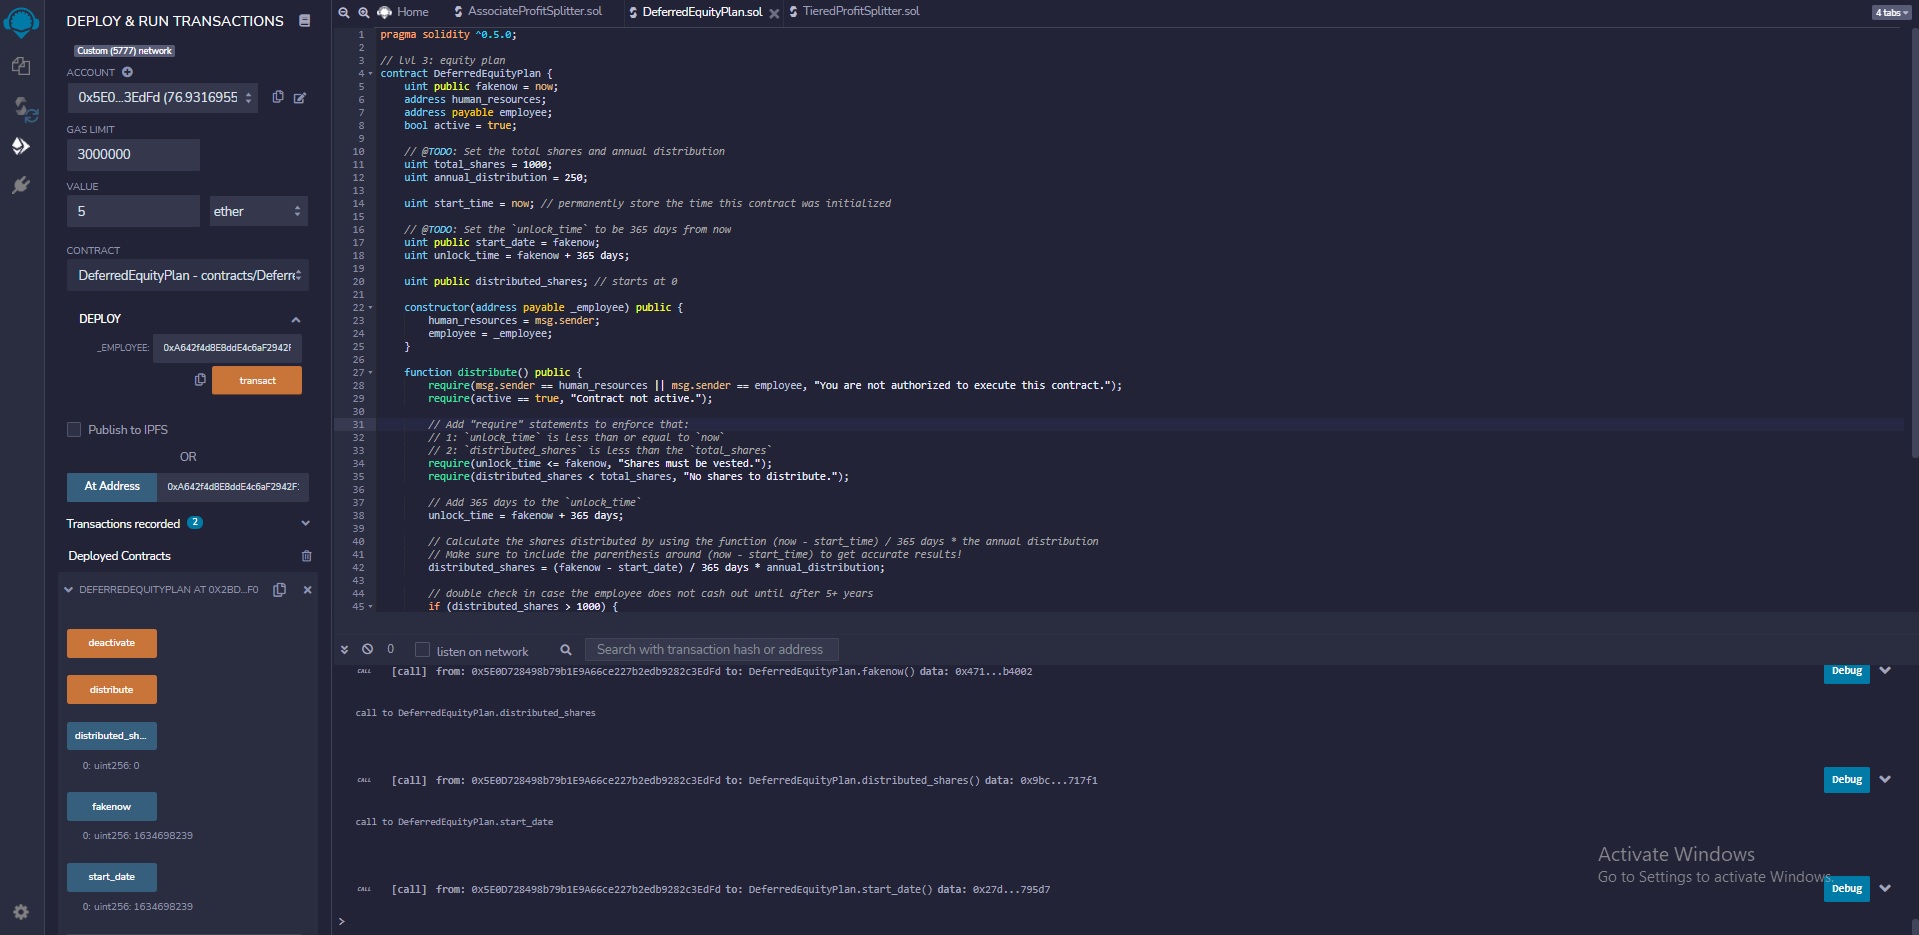 DEPLOY & RUN TRANSACTIONS
Custom (5777) network
ACCOUNT
0x5E0...3EdFd (76.9316955
GAS LIMIT
3000000
VALUE
5
ether
CONTRACT
DeferredEquityPlan - contracts/Deferre
DEPLOY
_EMPLOYEE:
0xA642f4d8E8ddE4c6aF2942F
transact
Publish to IPFS
OR
At Address
0xA642f4d8E8ddE4c6aF2942F
Transactions recorded 2
Deployed Contracts
DEFERREDEQUITYPLAN AT 0X2BD...F0
deactivate
distribute
distributed_sh...
0: uint256: 0
fakenow
0: uint256: 1634698239
start_date
0: uint256: 1634698239
Home
AssociateProfitSplitter.sol
DeferredEquityPlan.sol
TieredProfitSplitter.sol
4 tabs
1 pragma solidity ^0.5.0;
2
3 // lvl 3: equity plan
4 contract DeferredEquityPlan {
5 uint public fakenow = now;
6 address human_resources;
7 address payable employee;
8 bool active = true;
9
10 // @TODO: Set the total shares and annual distribution
11 uint total_shares = 1000;
12 uint annual_distribution = 250;
13
14 uint start_time = now; // permanently store the time this contract was initialized
15
16 // @TODO: Set the `unlock_time` to be 365 days from now
17 uint public start_date = fakenow;
18 uint unlock_time = fakenow + 365 days;
19
20 uint public distributed_shares; // starts at 0
21
22 constructor(address payable _employee) public {
23 human_resources = msg.sender;
24 employee = _employee;
25 }
26
27 function distribute() public {
28 require(msg.sender == human_resources || msg.sender == employee, "You are not authorized to execute this contract.");
29 require(active == true, "Contract not active.");
30
31 // Add "require" statements to enforce that:
32 // 1: `unlock_time` is less than or equal to `now`
33 // 2: `distributed_shares` is less than the `total_shares`
34 require(unlock_time <= fakenow, "Shares must be vested.");
35 require(distributed_shares < total_shares, "No shares to distribute.");
36
37 // Add 365 days to the `unlock_time`
38 unlock_time = fakenow + 365 days;
39
40 // Calculate the shares distributed by using the function (now - start_time) / 365 days * the annual distribution
41 // Make sure to include the parenthesis around (now - start_time) to get accurate results!
42 distributed_shares = (fakenow - start_date) / 365 days * annual_distribution;
43
44 // double check in case the employee does not cash out until after 5+ years
45 if (distributed_shares > 1000) {
0
listen on network
Search with transaction hash or address
CALL [call] from: 0x5E0D728498b79b1E9A66ce227b2edb9282c3EdFd to: DeferredEquityPlan.fakenow() data: 0x471...b4002
Debug
call to DeferredEquityPlan.distributed_shares
CALL [call] from: 0x5E0D728498b79b1E9A66ce227b2edb9282c3EdFd to: DeferredEquityPlan.distributed_shares() data: 0x9bc...717f1
Debug
call to DeferredEquityPlan.start_date
CALL [call] from: 0x5E0D728498b79b1E9A66ce227b2edb9282c3EdFd to: DeferredEquityPlan.start_date() data: 0x27d...795d7
Debug
>
Activate Windows
Go to Settings to activate Windows.